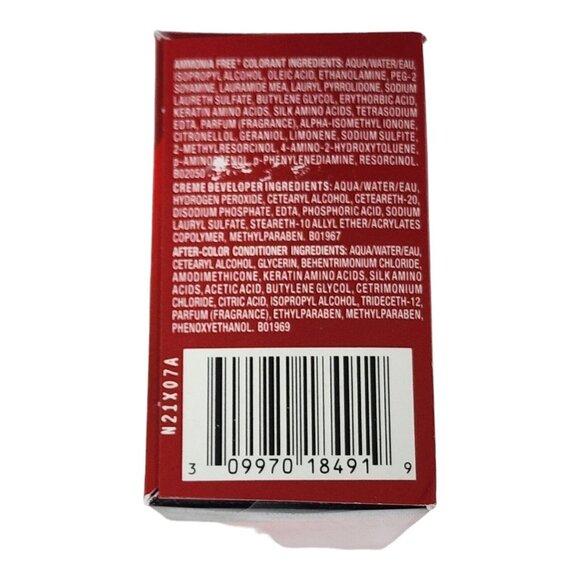 AMMONIA FREE* COLORANT INGREDIENTS: AQUA/WATER/EAU,
ISOPROPYL ALCOHOL, OLEIC ACID, ETHANOLAMINE, PEG-2
SOYAMINE, LAURAMIDE MEA, LAURYL PYRROLIDONE, SODIUM
LAURETH SULFATE, BUTYLENE GLYCOL, ERYTHORBIC ACID,
KERATIN AMINO ACIDS, SILK AMINO ACIDS, TETRASODIUM
EDTA, PARFUM (FRAGRANCE), ALPHA-ISOMETHYL IONONE,
CITRONELLOL, GERANIOL, LIMONENE, SODIUM SULFITE,
2-METHYLRESORCINOL, 4-AMINO-2-HYDROXYTOLUENE,
p-AMINOPHENOL, p-PHENYLENEDIAMINE, RESORCINOL.
B02050
CREME DEVELOPER INGREDIENTS: AQUA/WATER/EAU,
HYDROGEN PEROXIDE, CETEARYL ALCOHOL, CETEARETH-20,
DISODIUM PHOSPHATE, EDTA, PHOSPHORIC ACID, SODIUM
LAURYL SULFATE, STEARETH-10 ALLYL ETHER/ACRYLATES
COPOLYMER, METHYLPARABEN. B01967
AFTER-COLOR CONDITIONER INGREDIENTS: AQUA/WATER/EAU,
CETEARYL ALCOHOL, GLYCERIN, BEHENTRIMONIUM CHLORIDE,
AMODIMETHICONE, KERATIN AMINO ACIDS, SILK AMINO
ACIDS, ACETIC ACID, BUTYLENE GLYCOL, CETRIMONIUM
CHLORIDE, CITRIC ACID, ISOPROPYL ALCOHOL, TRIDECETH-12,
PARFUM (FRAGRANCE), ETHYLPARABEN, METHYLPARABEN,
PHENOXYETHANOL. B01969
N21X07A
3 09970 18491 9